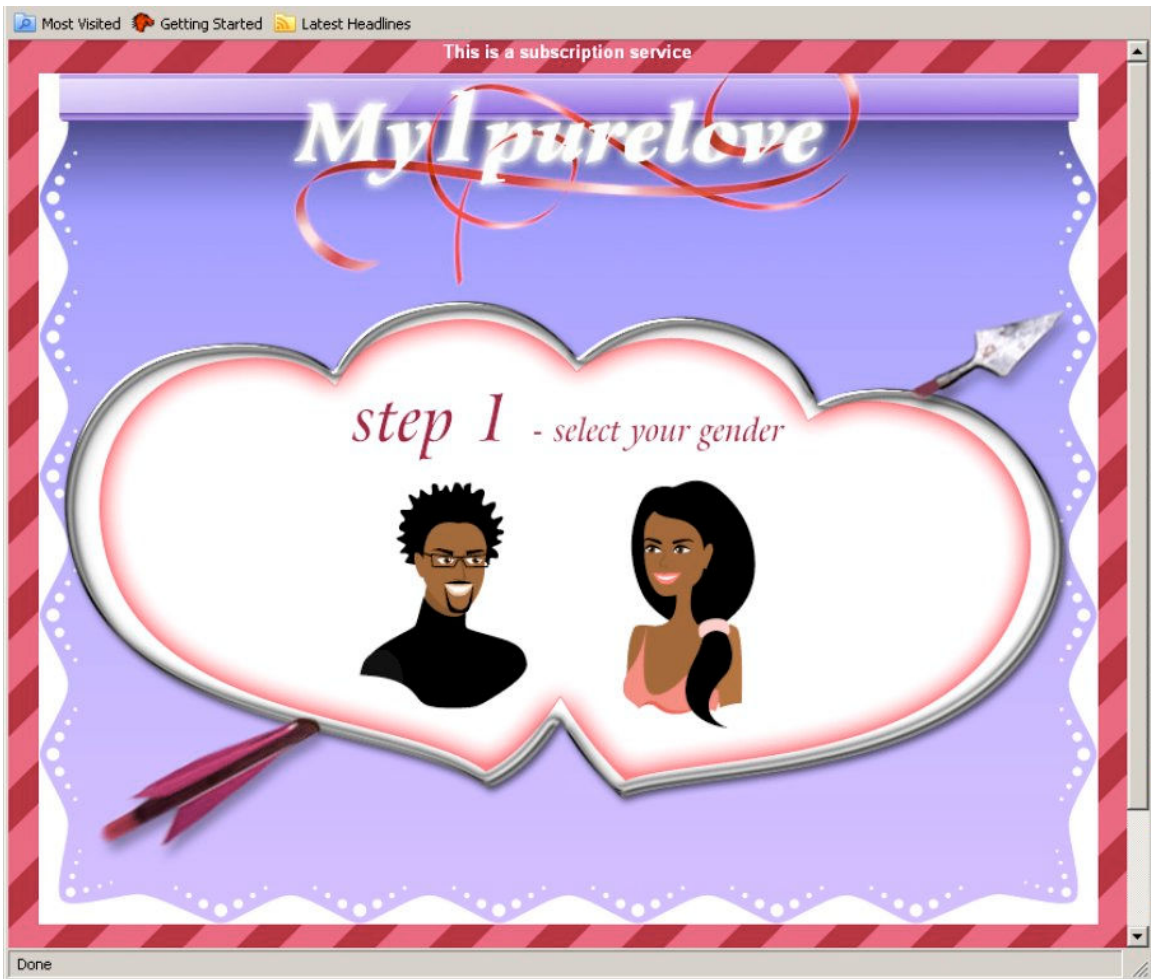 Most Visited Getting Started Latest Headlines
This is a subscription service
My1purelove
step 1 - select your gender
Done